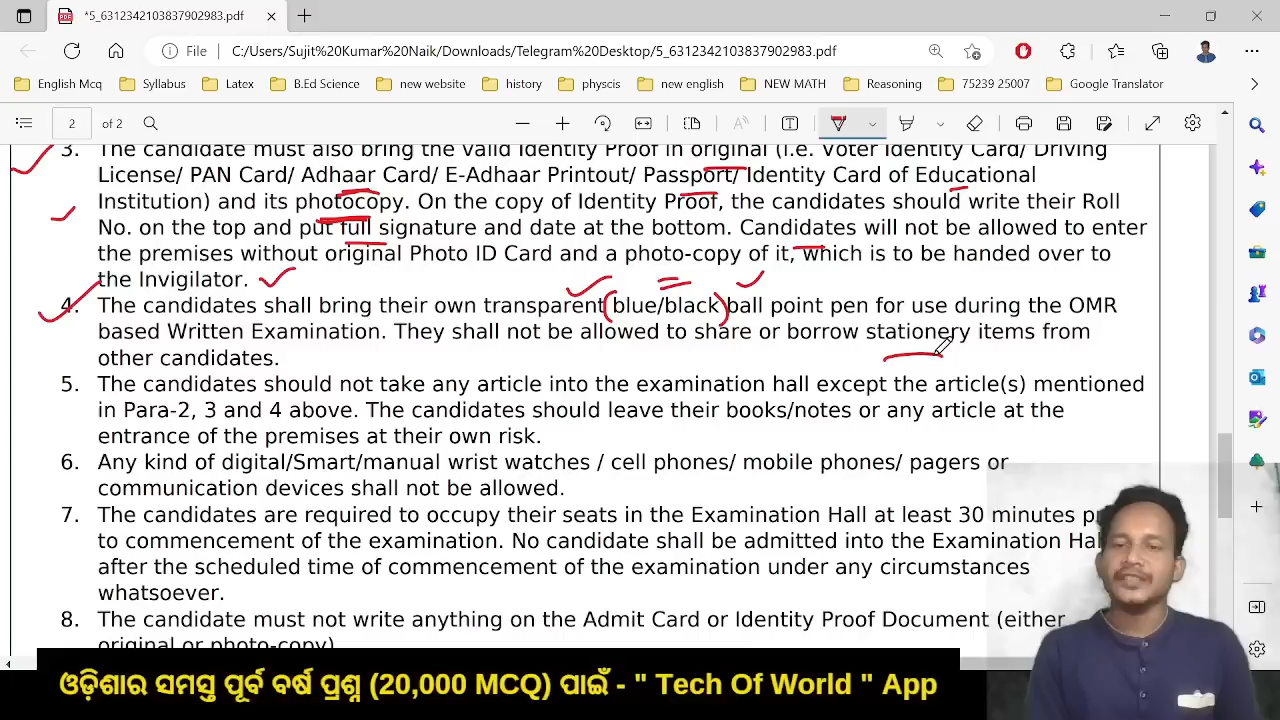 *5_6312342103837902983.pdf
File C:/Users/Sujit%20Kumar%20Naik/Downloads/Telegram%20Desktop/5_6312342103837902983.pdf
English Mcq Syllabus Latex B.Ed Science new website history physcis new english NEW MATH Reasoning 75239 25007 Google Translator
2 of 2
3. The candidate must also bring the valid Identity Proof in original (i.e. Voter Identity Card/ Driving
License/ PAN Card/ Adhaar Card/ E-Adhaar Printout/ Passport/ Identity Card of Educational
Institution) and its photocopy. On the copy of Identity Proof, the candidates should write their Roll
No. on the top and put full signature and date at the bottom. Candidates will not be allowed to enter
the premises without original Photo ID Card and a photo-copy of it, which is to be handed over to
the Invigilator.
4. The candidates shall bring their own transparent blue/black ball point pen for use during the OMR
based Written Examination. They shall not be allowed to share or borrow stationery items from
other candidates.
5. The candidates should not take any article into the examination hall except the article(s) mentioned
in Para-2, 3 and 4 above. The candidates should leave their books/notes or any article at the
entrance of the premises at their own risk.
6. Any kind of digital/Smart/manual wrist watches / cell phones/ mobile phones/ pagers or
communication devices shall not be allowed.
7. The candidates are required to occupy their seats in the Examination Hall at least 30 minutes
to commencement of the examination. No candidate shall be admitted into the Examination
after the scheduled time of commencement of the examination under any circumstances
whatsoever.
8. The candidate must not write anything on the Admit Card or Identity Proof Document (either
original or photo-copy)
ଓଡ଼ିଶାର ସମସ୍ତ ପୂର୍ବ ବର୍ଷ ପ୍ରଶ୍ନ (20,000 MCQ) ପାଇଁ - " Tech Of World " App